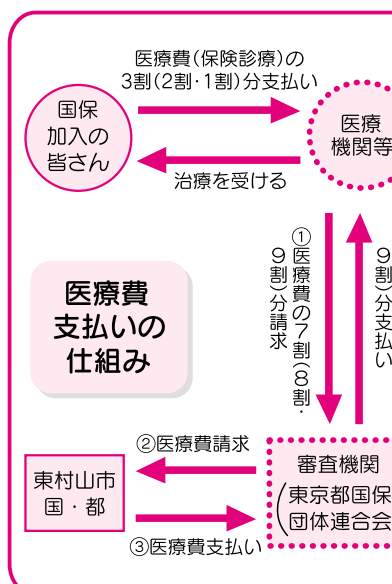 医療費(保険診療)の
3割(2割・1割)分支払い
国保
加入の
皆さん
医療
機関等
治療を受ける
①医療費の7割(8割・
9割)分請求
9割)分支払い
医療費
支払いの
仕組み
②医療費請求
東村山市
国・都
③医療費支払い
審査機関
(東京都国保
団体連合会